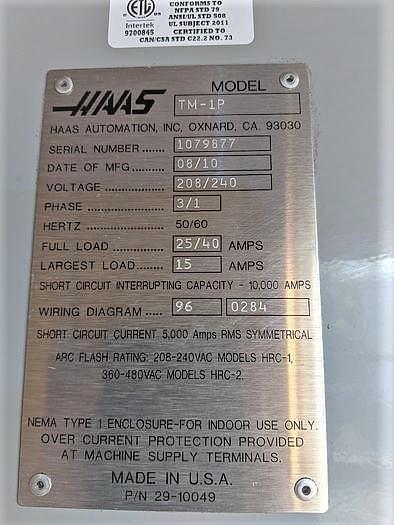 CONFORMS TO
NFPA STD 79
ANSI/UL STD 508
UL SUBJECT 2011
CERTIFIED TO
CAN/CSA STD C22.2 NO. 73
ETL
Intertek
9700845
HAAS
MODEL
TM-1P
HAAS AUTOMATION, INC, OXNARD, CA. 93030
SERIAL NUMBER ...... 1079877
DATE OF MFG ...... 08/10
VOLTAGE ............... 208/240
PHASE .................. 3/1
HERTZ .................. 50/60
FULL LOAD ............. 25/40 AMPS
LARGEST LOAD ...... 15 AMPS
SHORT CIRCUIT INTERRUPTING CAPACITY - 10,000 AMPS
WIRING DIAGRAM ..... 96 0284
SHORT CIRCUIT CURRENT 5,000 Amps RMS SYMMETRICAL
ARC FLASH RATING: 208-240VAC MODELS HRC-1,
360-480VAC MODELS HRC-2.
NEMA TYPE 1 ENCLOSURE-FOR INDOOR USE ONLY.
OVER CURRENT PROTECTION PROVIDED
AT MACHINE SUPPLY TERMINALS.
MADE IN U.S.A.
P/N 29-10049